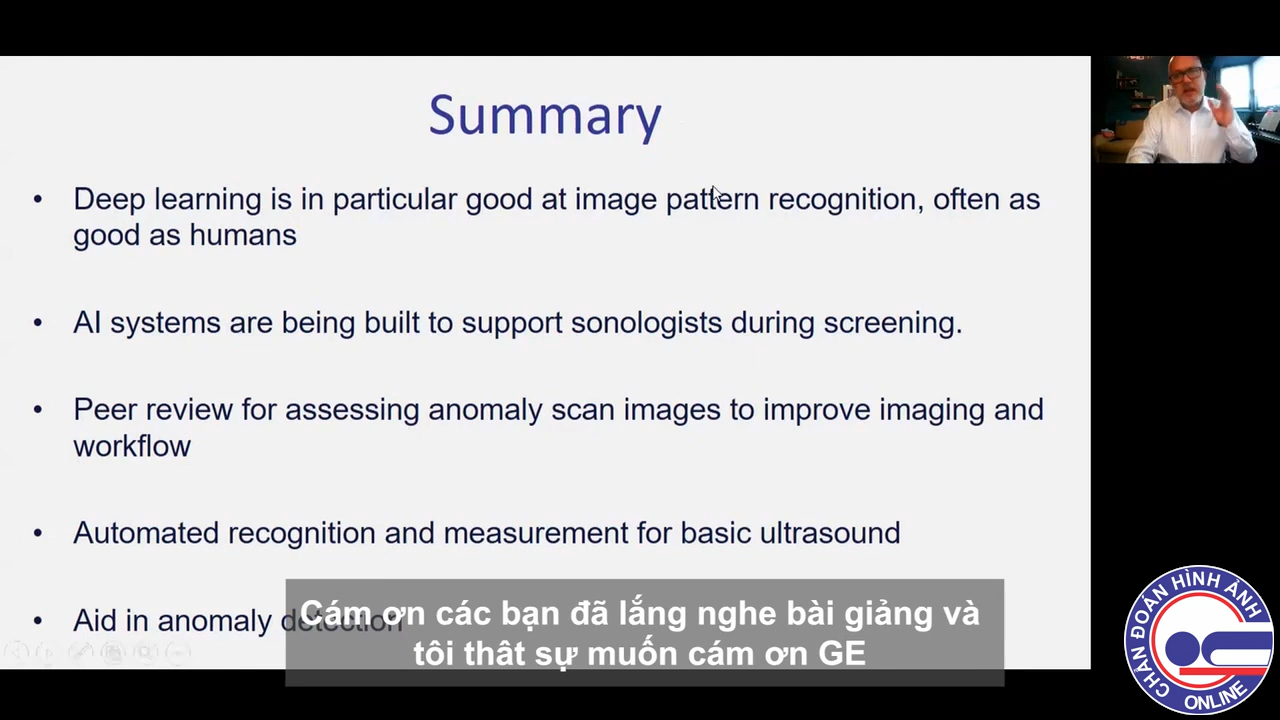 Summary
• Deep learning is in particular good at image pattern recognition, often as
good as humans
• AI systems are being built to support sonologists during screening.
• Peer review for assessing anomaly scan images to improve imaging and
workflow
• Automated recognition and measurement for basic ultrasound
• Aid in anomaly detection
Cám ơn các bạn đã lắng nghe bài giảng và
tôi thât sự muốn cám ơn GE
CHẨN ĐOÁN HÌNH ẢNH
ONLINE